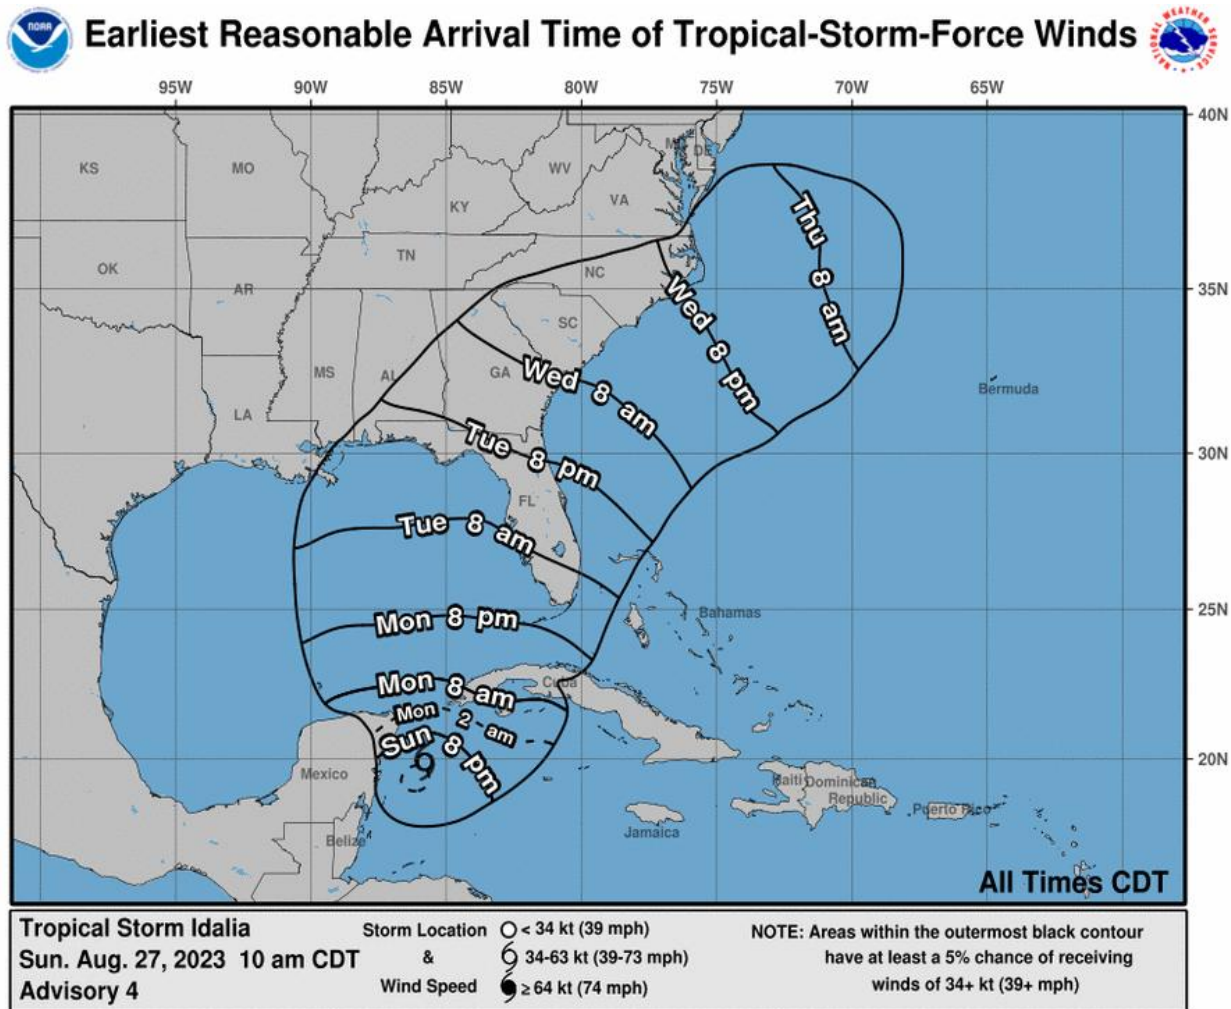 NOAA
Earliest Reasonable Arrival Time of Tropical-Storm-Force Winds
NATIONAL WEATHER SERVICE
95W 90W 85W 80W 75W 70W 65W
40N
KS MO WV DE
KY VA
Thu 8 am
OK TN NC
35N
AR
Wed 8 pm
SC
MS AL GA
Wed 8 am
Bermuda
LA
Tue 8 pm
30N
FL
Tue 8 am
25N
Mon 8 pm
Bahamas
Mon 8 am
Cuba
Mon 2 am
Sun 8 pm
20N
Mexico
Haiti Dominican Republic
Puerto Rico
Jamaica
Belize
All Times CDT
Tropical Storm Idalia
Sun. Aug. 27, 2023 10 am CDT
Advisory 4
Storm Location
&
Wind Speed
< 34 kt (39 mph)
34-63 kt (39-73 mph)
≥ 64 kt (74 mph)
NOTE: Areas within the outermost black contour
have at least a 5% chance of receiving
winds of 34+ kt (39+ mph)